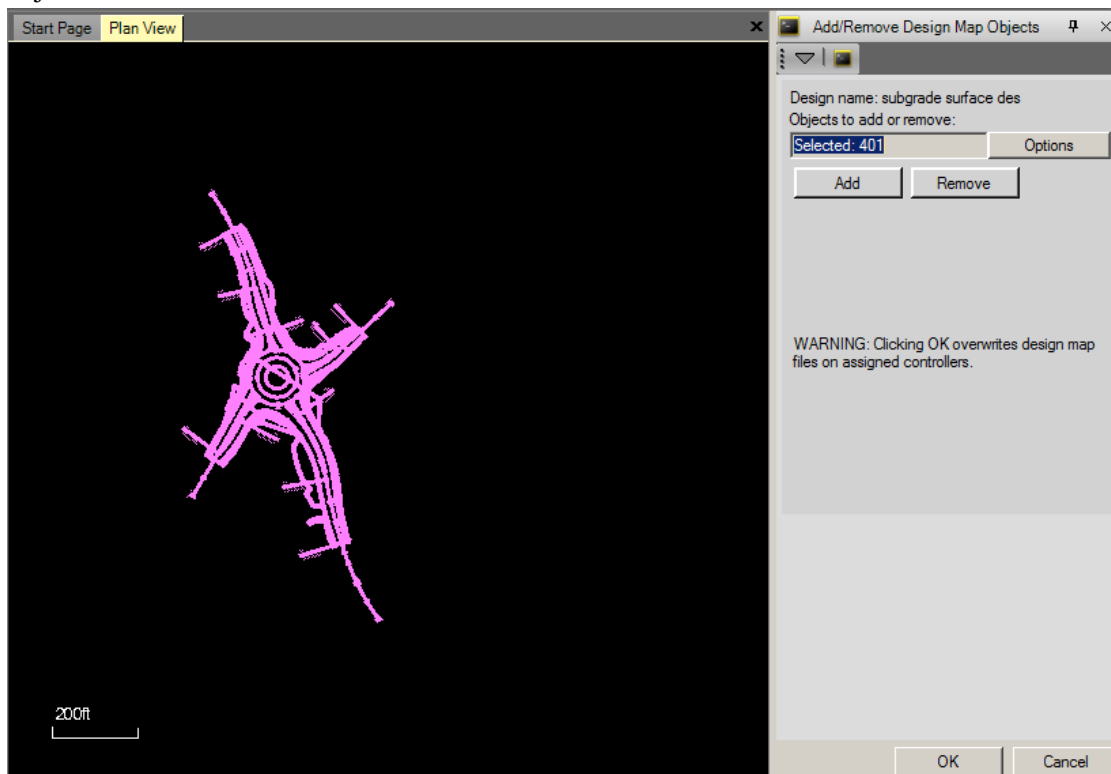 Start Page
Plan View
200ft
Add/Remove Design Map Objects
Design name: subgrade surface des
Objects to add or remove:
Selected: 401
Options
Add
Remove
WARNING: Clicking OK overwrites design map
files on assigned controllers.
OK
Cancel